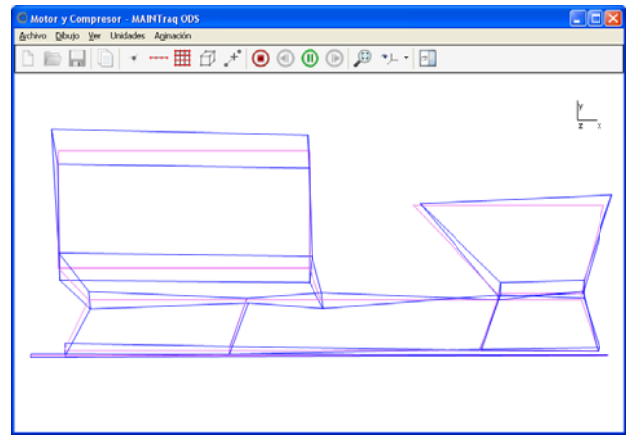 Motor y Compresor - MAINTraq ODS
Archivo Dibujo Ver Unidades Animación
y
z x